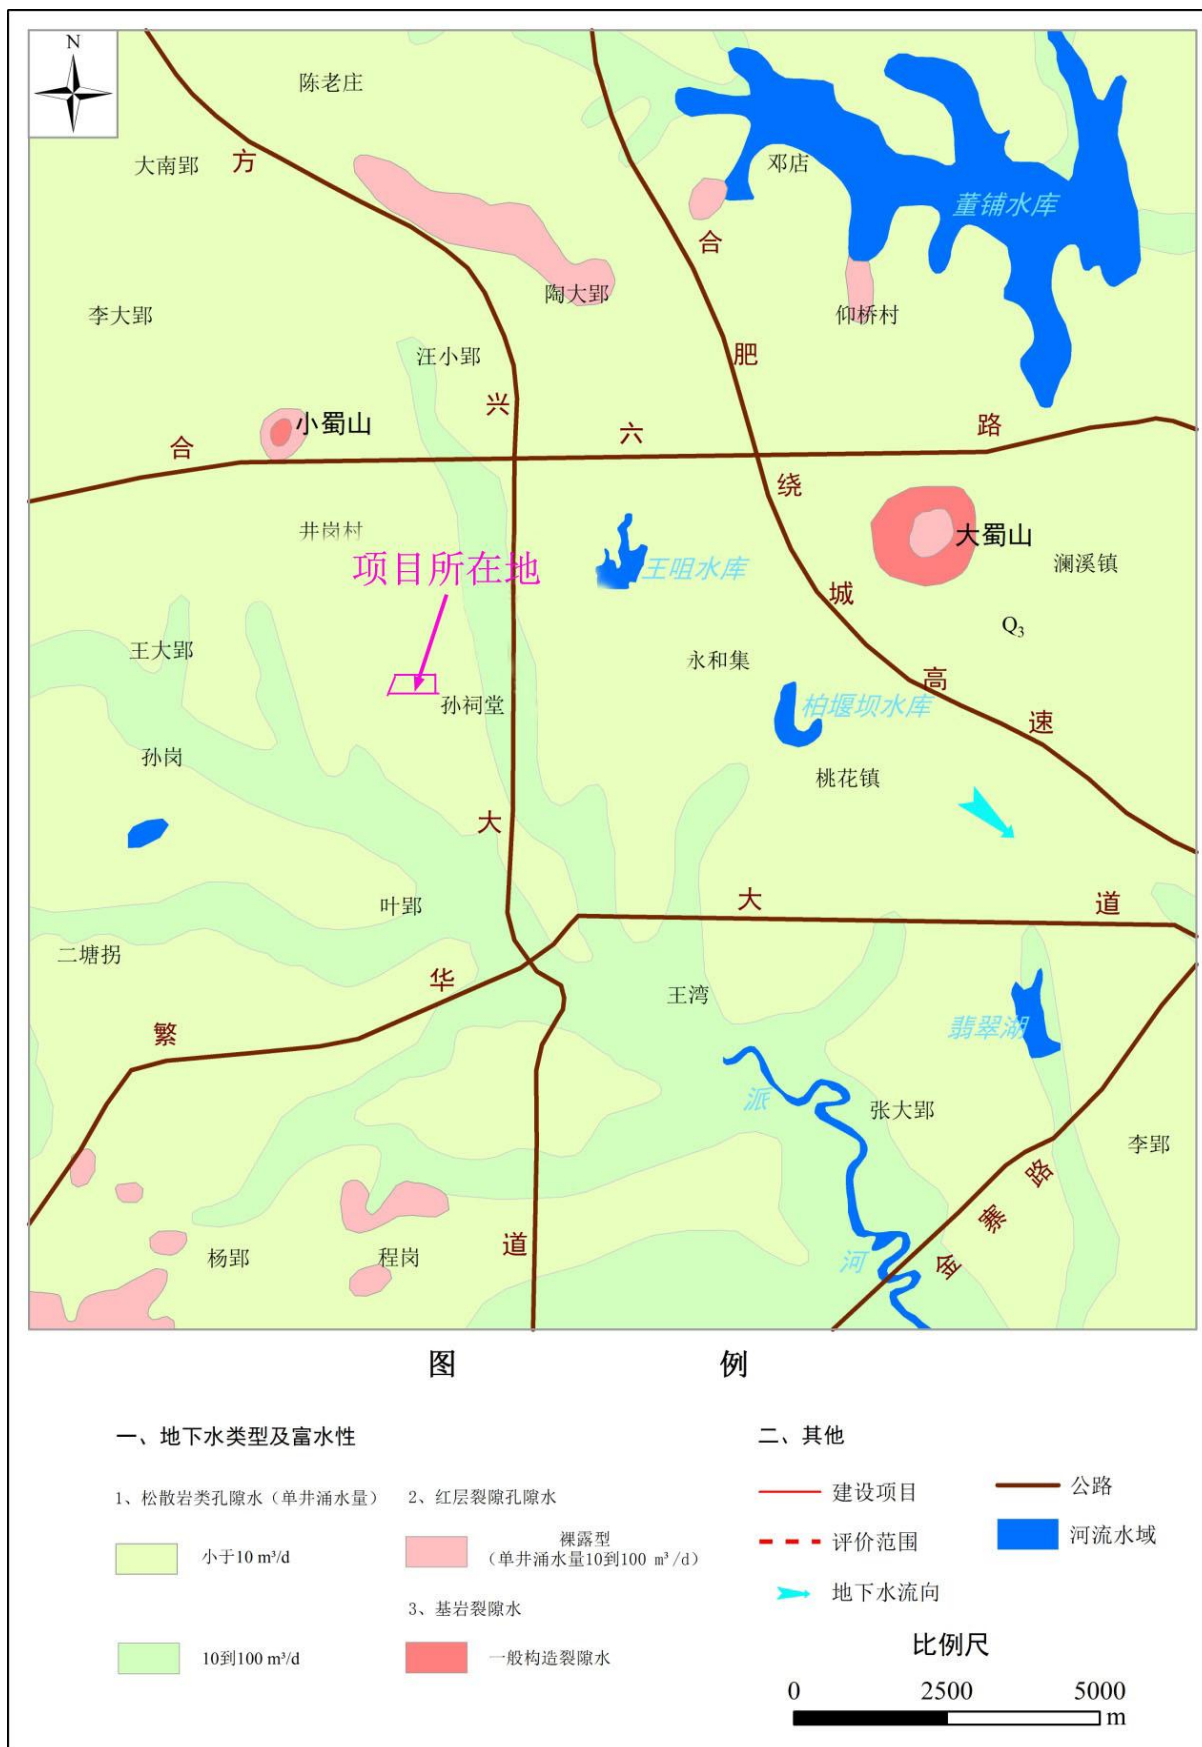 N
陈老庄
大南郢
方
邓店
董铺水库
合
李大郢
陶大郢
仰桥村
汪小郢
肥
兴
小蜀山
合
六
路
绕
井岗村
大蜀山
项目所在地
王咀水库
澜溪镇
城
Q₃
王大郢
永和集
高
孙祠堂
柏堰坝水库
速
孙岗
桃花镇
大
叶郢
大
道
二塘拐
华
王湾
繁
翡翠湖
派
张大郢
李郢
路
寨
杨郢
程岗
道
河
金
图 例
一、地下水类型及富水性
二、其他
1、松散岩类孔隙水（单井涌水量）
2、红层裂隙孔隙水
建设项目
公路
小于10 m³/d
裸露型
（单井涌水量10到100 m³/d）
评价范围
河流水域
地下水流向
3、基岩裂隙水
10到100 m³/d
一般构造裂隙水
比例尺
0 2500 5000
m